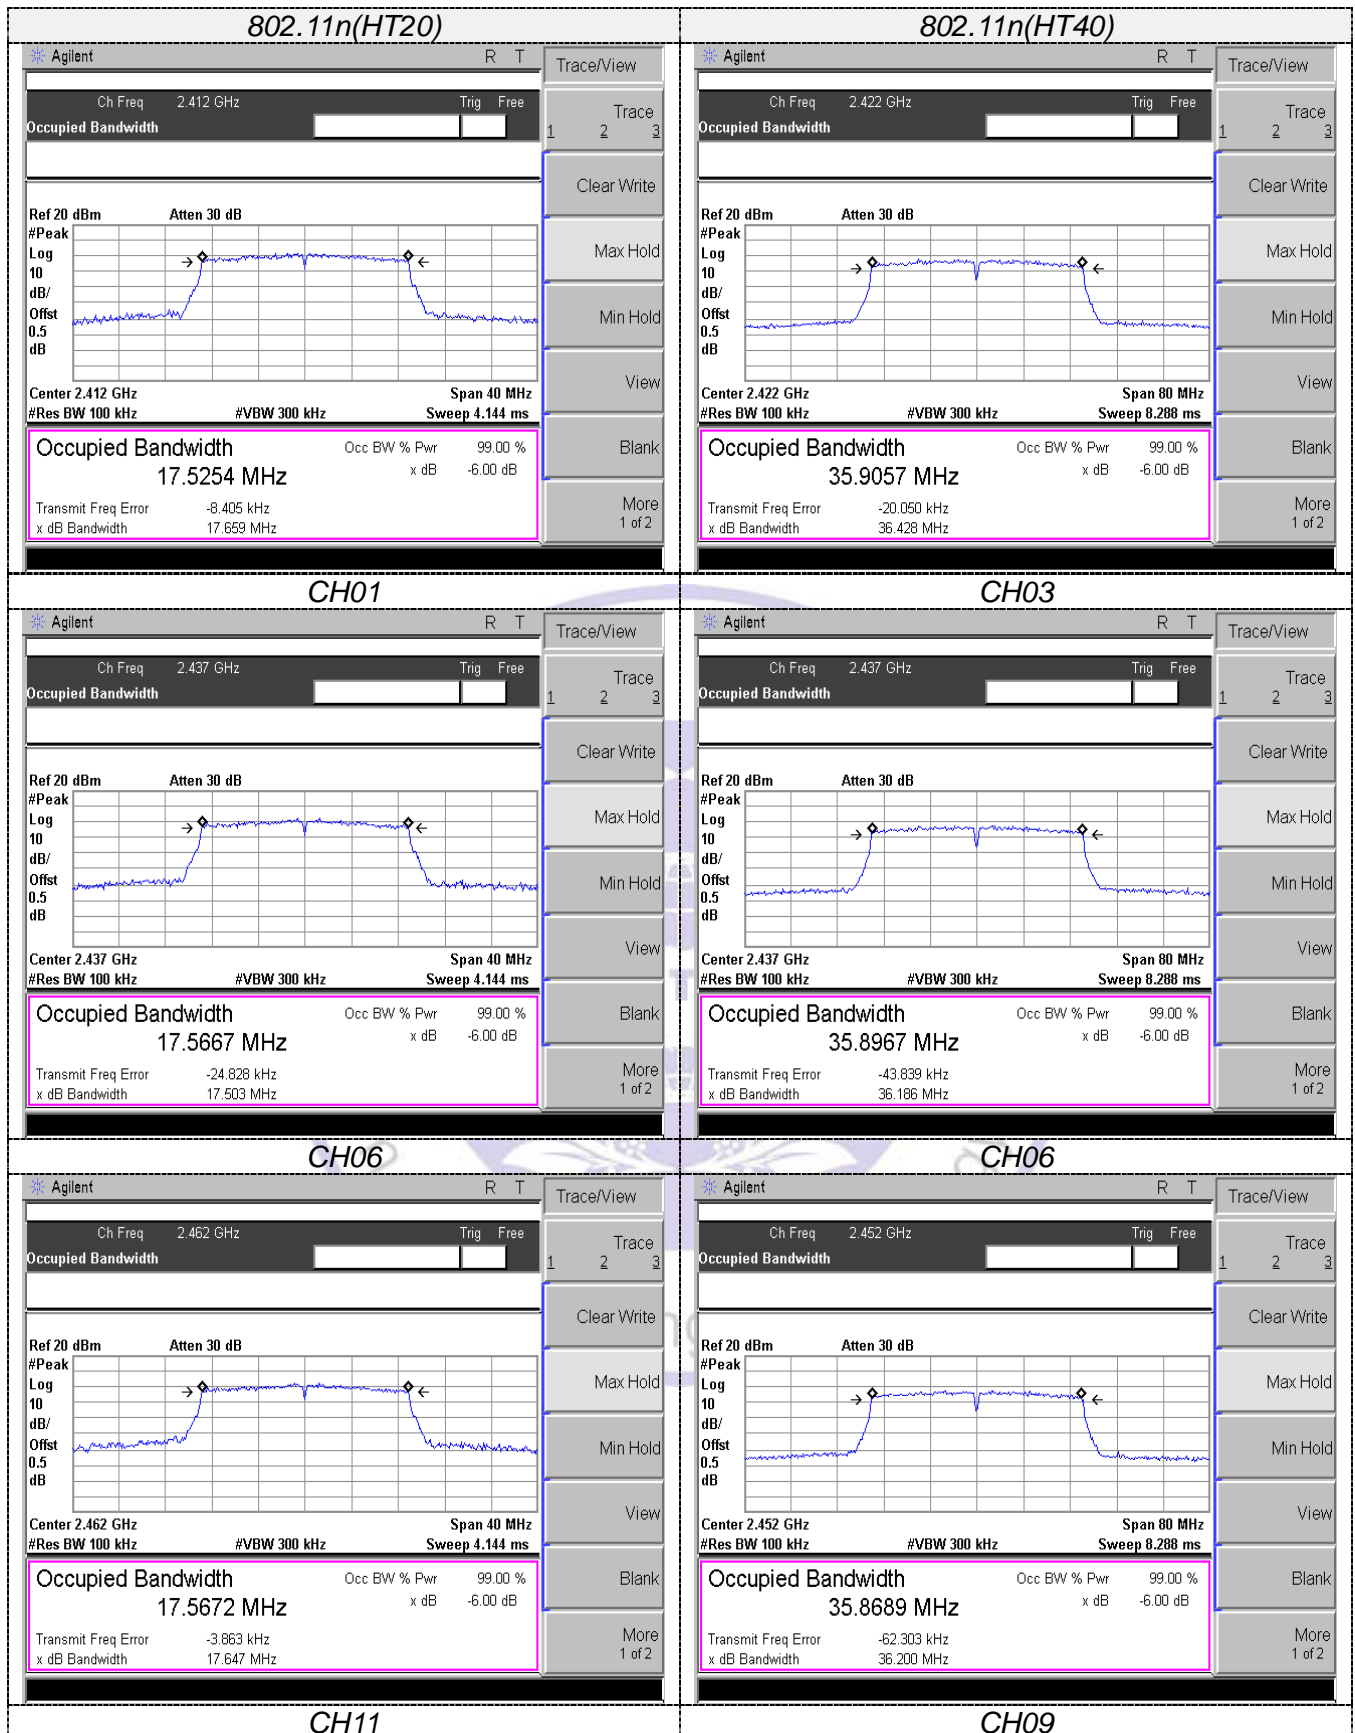 802.11n(HT20)
802.11n(HT40)
Agilent R T
Trace/View
Ch Freq 2.412 GHz Trig Free
Occupied Bandwidth
Trace
1 2 3
Clear Write
Ref 20 dBm Atten 30 dB
#Peak
Log
10
dB/
Offst
0.5
dB
Max Hold
Min Hold
View
Center 2.412 GHz Span 40 MHz
#Res BW 100 kHz #VBW 300 kHz Sweep 4.144 ms
Occupied Bandwidth Occ BW % Pwr 99.00 %
17.5254 MHz x dB -6.00 dB
Blank
Transmit Freq Error -8.405 kHz
x dB Bandwidth 17.659 MHz
More
1 of 2
Agilent R T
Trace/View
Ch Freq 2.422 GHz Trig Free
Occupied Bandwidth
Trace
1 2 3
Clear Write
Ref 20 dBm Atten 30 dB
#Peak
Log
10
dB/
Offst
0.5
dB
Max Hold
Min Hold
View
Center 2.422 GHz Span 80 MHz
#Res BW 100 kHz #VBW 300 kHz Sweep 8.288 ms
Occupied Bandwidth Occ BW % Pwr 99.00 %
35.9057 MHz x dB -6.00 dB
Blank
Transmit Freq Error -20.050 kHz
x dB Bandwidth 36.428 MHz
More
1 of 2
CH01
CH03
Agilent R T
Trace/View
Ch Freq 2.437 GHz Trig Free
Occupied Bandwidth
Trace
1 2 3
Clear Write
Ref 20 dBm Atten 30 dB
#Peak
Log
10
dB/
Offst
0.5
dB
Max Hold
Min Hold
View
Center 2.437 GHz Span 40 MHz
#Res BW 100 kHz #VBW 300 kHz Sweep 4.144 ms
Occupied Bandwidth Occ BW % Pwr 99.00 %
17.5667 MHz x dB -6.00 dB
Blank
Transmit Freq Error -24.828 kHz
x dB Bandwidth 17.503 MHz
More
1 of 2
Agilent R T
Trace/View
Ch Freq 2.437 GHz Trig Free
Occupied Bandwidth
Trace
1 2 3
Clear Write
Ref 20 dBm Atten 30 dB
#Peak
Log
10
dB/
Offst
0.5
dB
Max Hold
Min Hold
View
Center 2.437 GHz Span 80 MHz
#Res BW 100 kHz #VBW 300 kHz Sweep 8.288 ms
Occupied Bandwidth Occ BW % Pwr 99.00 %
35.8967 MHz x dB -6.00 dB
Blank
Transmit Freq Error -43.839 kHz
x dB Bandwidth 36.186 MHz
More
1 of 2
CH06
CH06
Agilent R T
Trace/View
Ch Freq 2.462 GHz Trig Free
Occupied Bandwidth
Trace
1 2 3
Clear Write
Ref 20 dBm Atten 30 dB
#Peak
Log
10
dB/
Offst
0.5
dB
Max Hold
Min Hold
View
Center 2.462 GHz Span 40 MHz
#Res BW 100 kHz #VBW 300 kHz Sweep 4.144 ms
Occupied Bandwidth Occ BW % Pwr 99.00 %
17.5672 MHz x dB -6.00 dB
Blank
Transmit Freq Error -3.863 kHz
x dB Bandwidth 17.647 MHz
More
1 of 2
Agilent R T
Trace/View
Ch Freq 2.452 GHz Trig Free
Occupied Bandwidth
Trace
1 2 3
Clear Write
Ref 20 dBm Atten 30 dB
#Peak
Log
10
dB/
Offst
0.5
dB
Max Hold
Min Hold
View
Center 2.452 GHz Span 80 MHz
#Res BW 100 kHz #VBW 300 kHz Sweep 8.288 ms
Occupied Bandwidth Occ BW % Pwr 99.00 %
35.8689 MHz x dB -6.00 dB
Blank
Transmit Freq Error -62.303 kHz
x dB Bandwidth 36.200 MHz
More
1 of 2
CH11
CH09